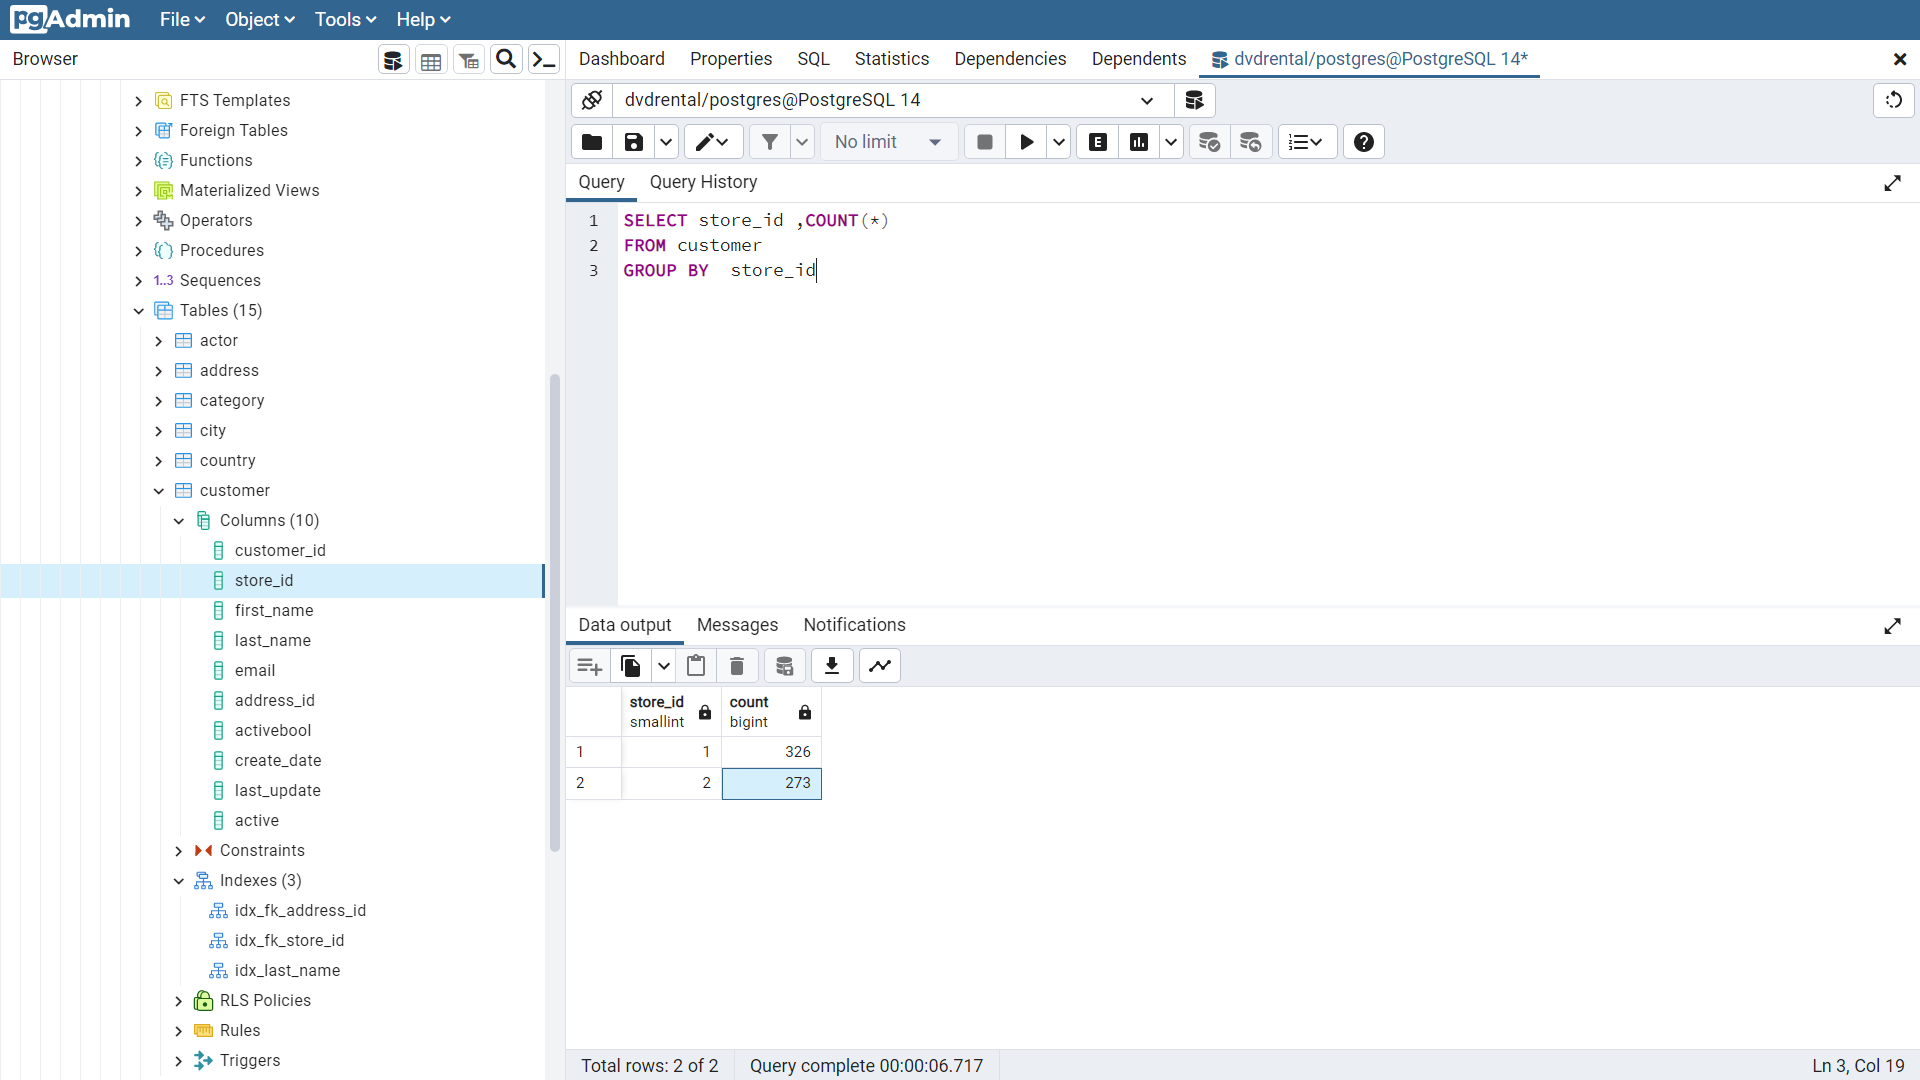 pgAdmin File Object Tools Help
Browser
Dashboard Properties SQL Statistics Dependencies Dependents dvdrental/postgres@PostgreSQL 14*
FTS Templates
Foreign Tables
Functions
Materialized Views
Operators
Procedures
1..3 Sequences
Tables (15)
actor
address
category
city
country
customer
Columns (10)
customer_id
store_id
first_name
last_name
email
address_id
activebool
create_date
last_update
active
Constraints
Indexes (3)
idx_fk_address_id
idx_fk_store_id
idx_last_name
RLS Policies
Rules
Triggers
dvdrental/postgres@PostgreSQL 14
No limit E
Query Query History
1 SELECT store_id ,COUNT(*)
2 FROM customer
3 GROUP BY  store_id
Data output Messages Notifications
store_id count
smallint bigint
1 1 326
2 2 273
Total rows: 2 of 2 Query complete 00:00:06.717 Ln 3, Col 19